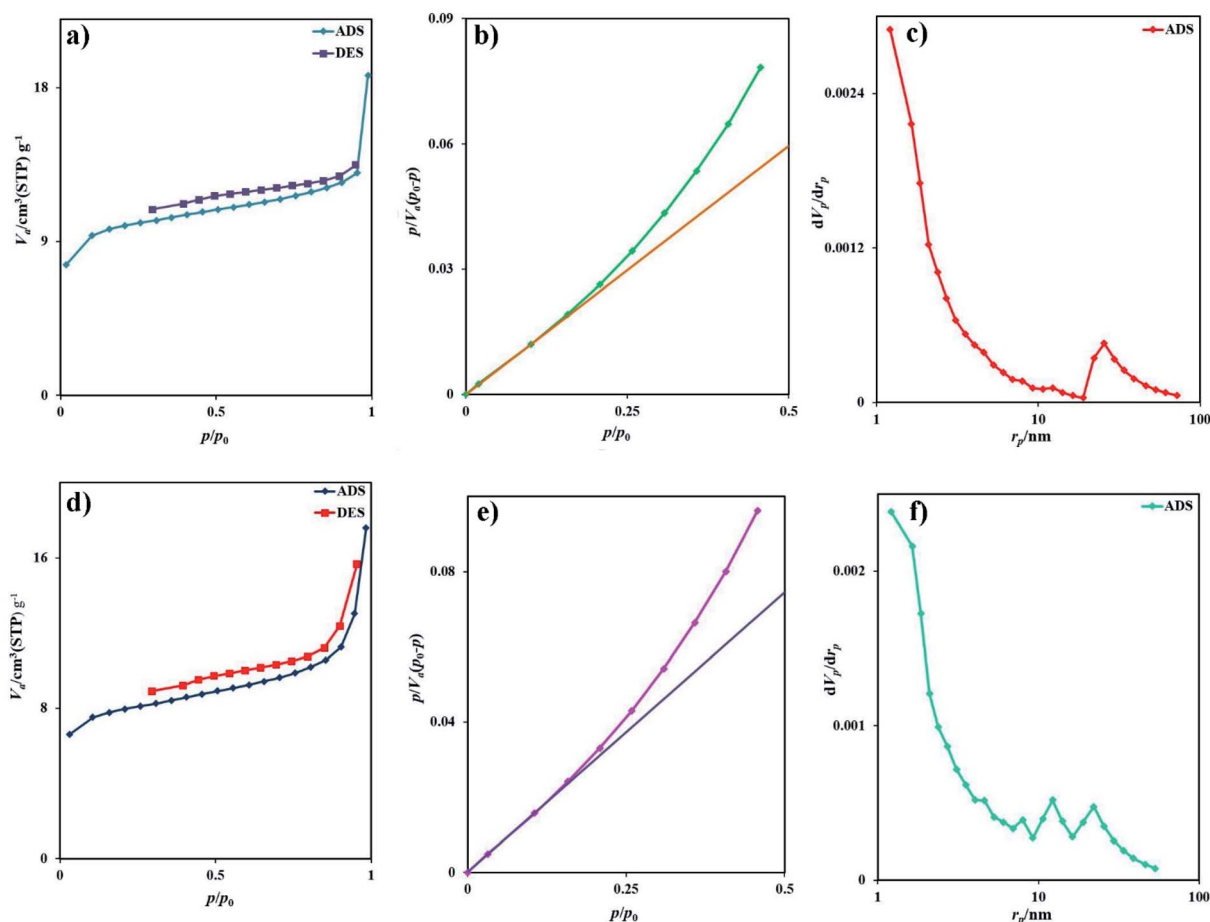 a)
ADS
DES
18
9
0
0
0.5
1
Vₐ/cm³(STP) g⁻¹
p/p₀
b)
0.09
0.06
0.03
0
0
0.25
0.5
p/Vₐ(p₀-p)
p/p₀
c)
ADS
0.0024
0.0012
0
1
10
100
dVₚ/drₚ
rₚ/nm
d)
ADS
DES
16
8
0
0
0.5
1
Vₐ/cm³(STP) g⁻¹
p/p₀
e)
0.08
0.04
0
0
0.25
0.5
p/Vₐ(p₀-p)
p/p₀
f)
ADS
0.002
0.001
0
1
10
100
dVₚ/drₚ
rₚ/nm